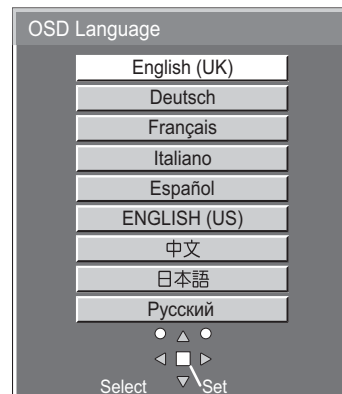 OSD Language
English (UK)
Deutsch
Français
Italiano
Español
ENGLISH (US)
中文
日本語
Русский
Select Set